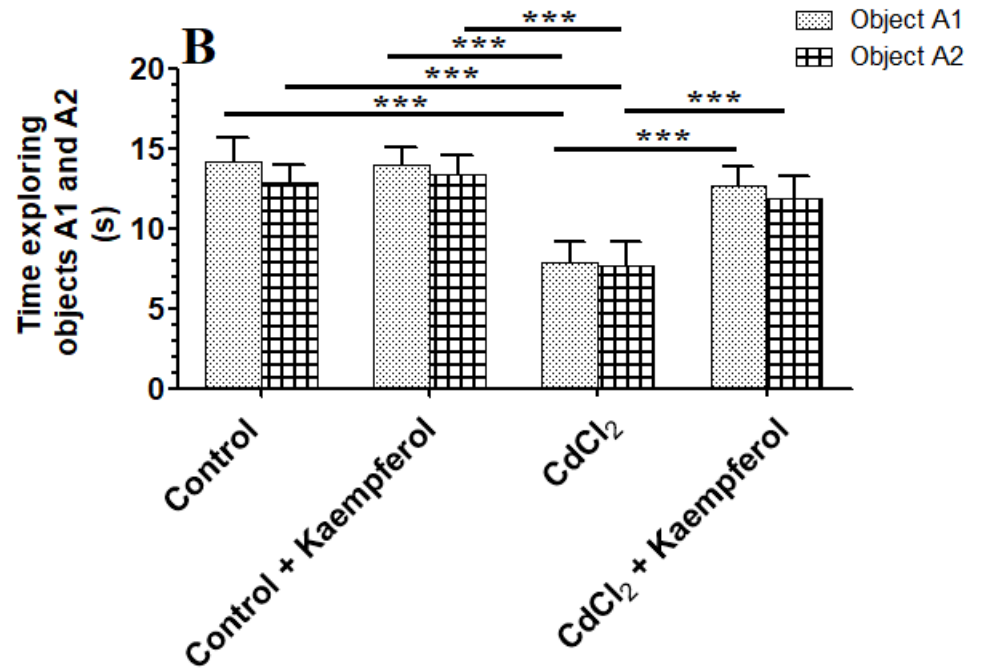 B
Object A1
Object A2
***
***
***
***
***
***
Time exploring
objects A1 and A2
(s)
20
15
10
5
0
Control
Control + Kaempferol
CdCl₂
CdCl₂ + Kaempferol